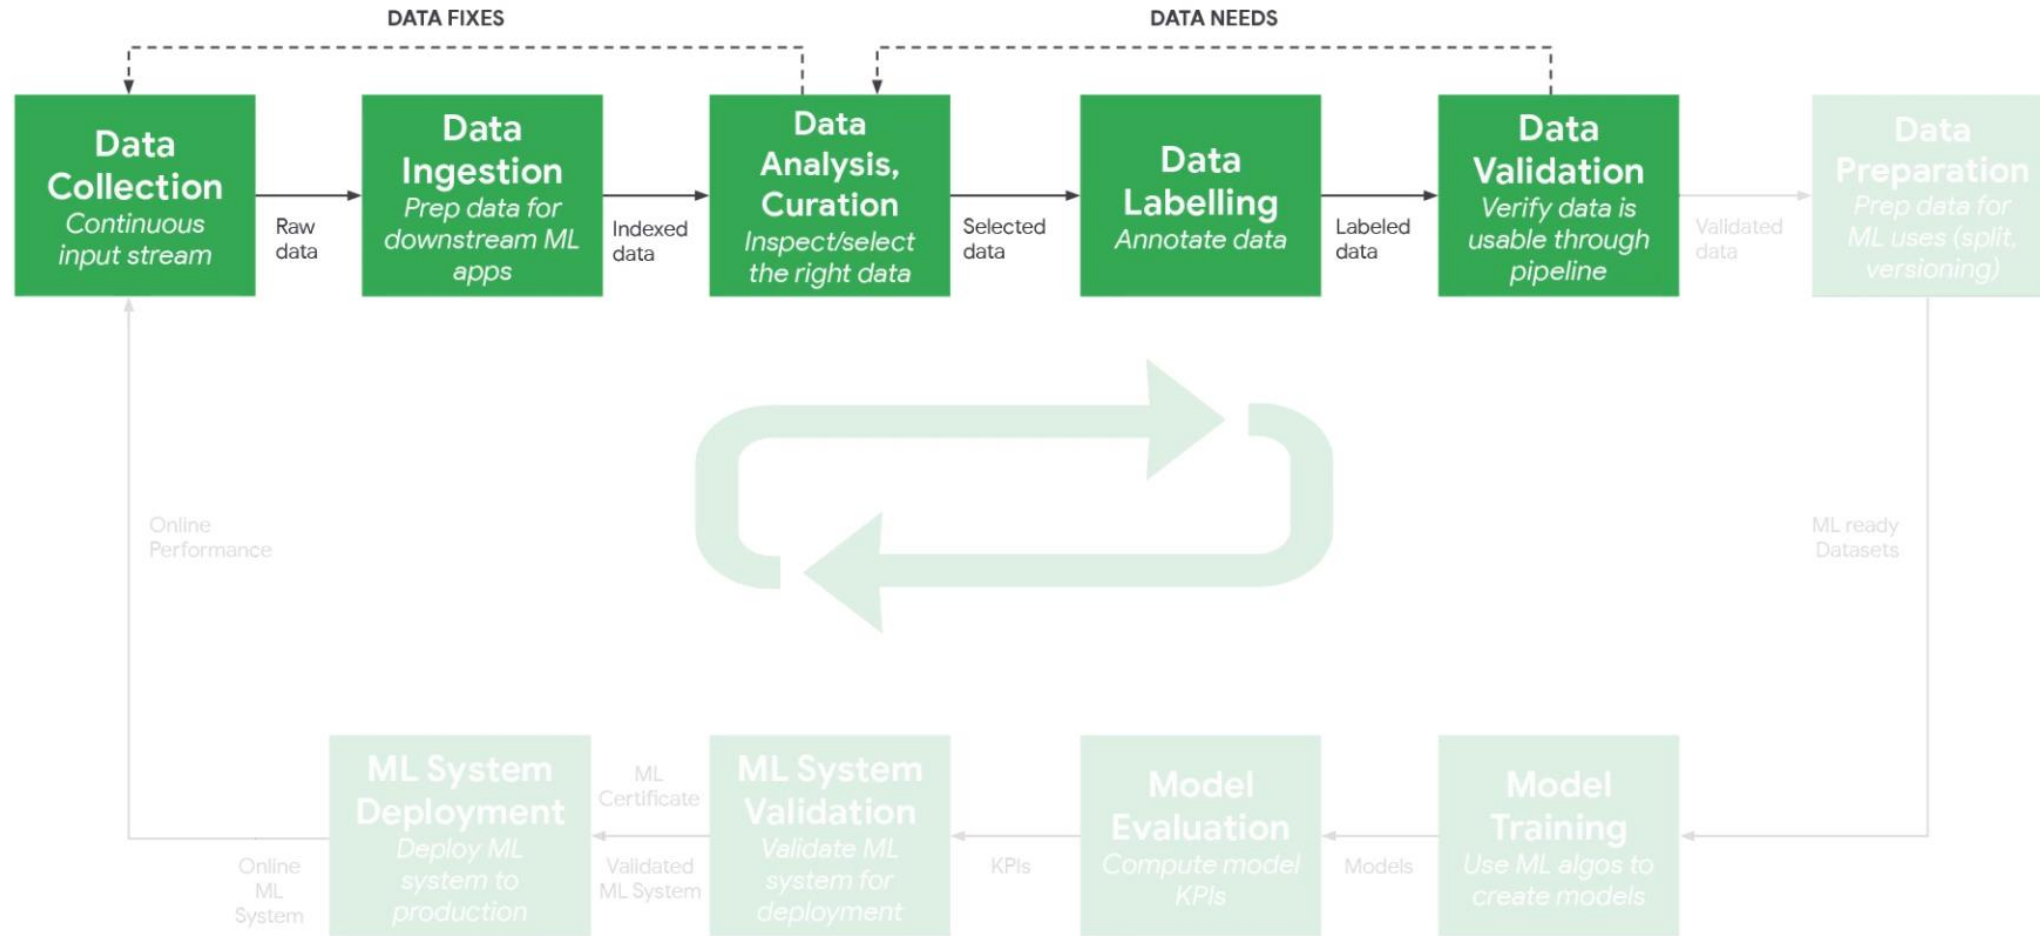 DATA FIXES
DATA NEEDS
Data
Collection
Continuous
input stream
Raw
data
Data
Ingestion
Prep data for
downstream ML
apps
Indexed
data
Data
Analysis,
Curation
Inspect/select
the right data
Selected
data
Data
Labelling
Annotate data
Labeled
data
Data
Validation
Verify data is
usable through
pipeline
Validated
data
Data
Preparation
Prep data for
ML uses (split,
versioning)
Online
Performance
ML ready
Datasets
ML System
Deployment
Deploy ML
system to
production
ML
Certificate
Validated
ML System
ML System
Validation
Validate ML
system for
deployment
KPIs
Model
Evaluation
Compute model
KPIs
Models
Model
Training
Use ML algos to
create models
Online
ML
System